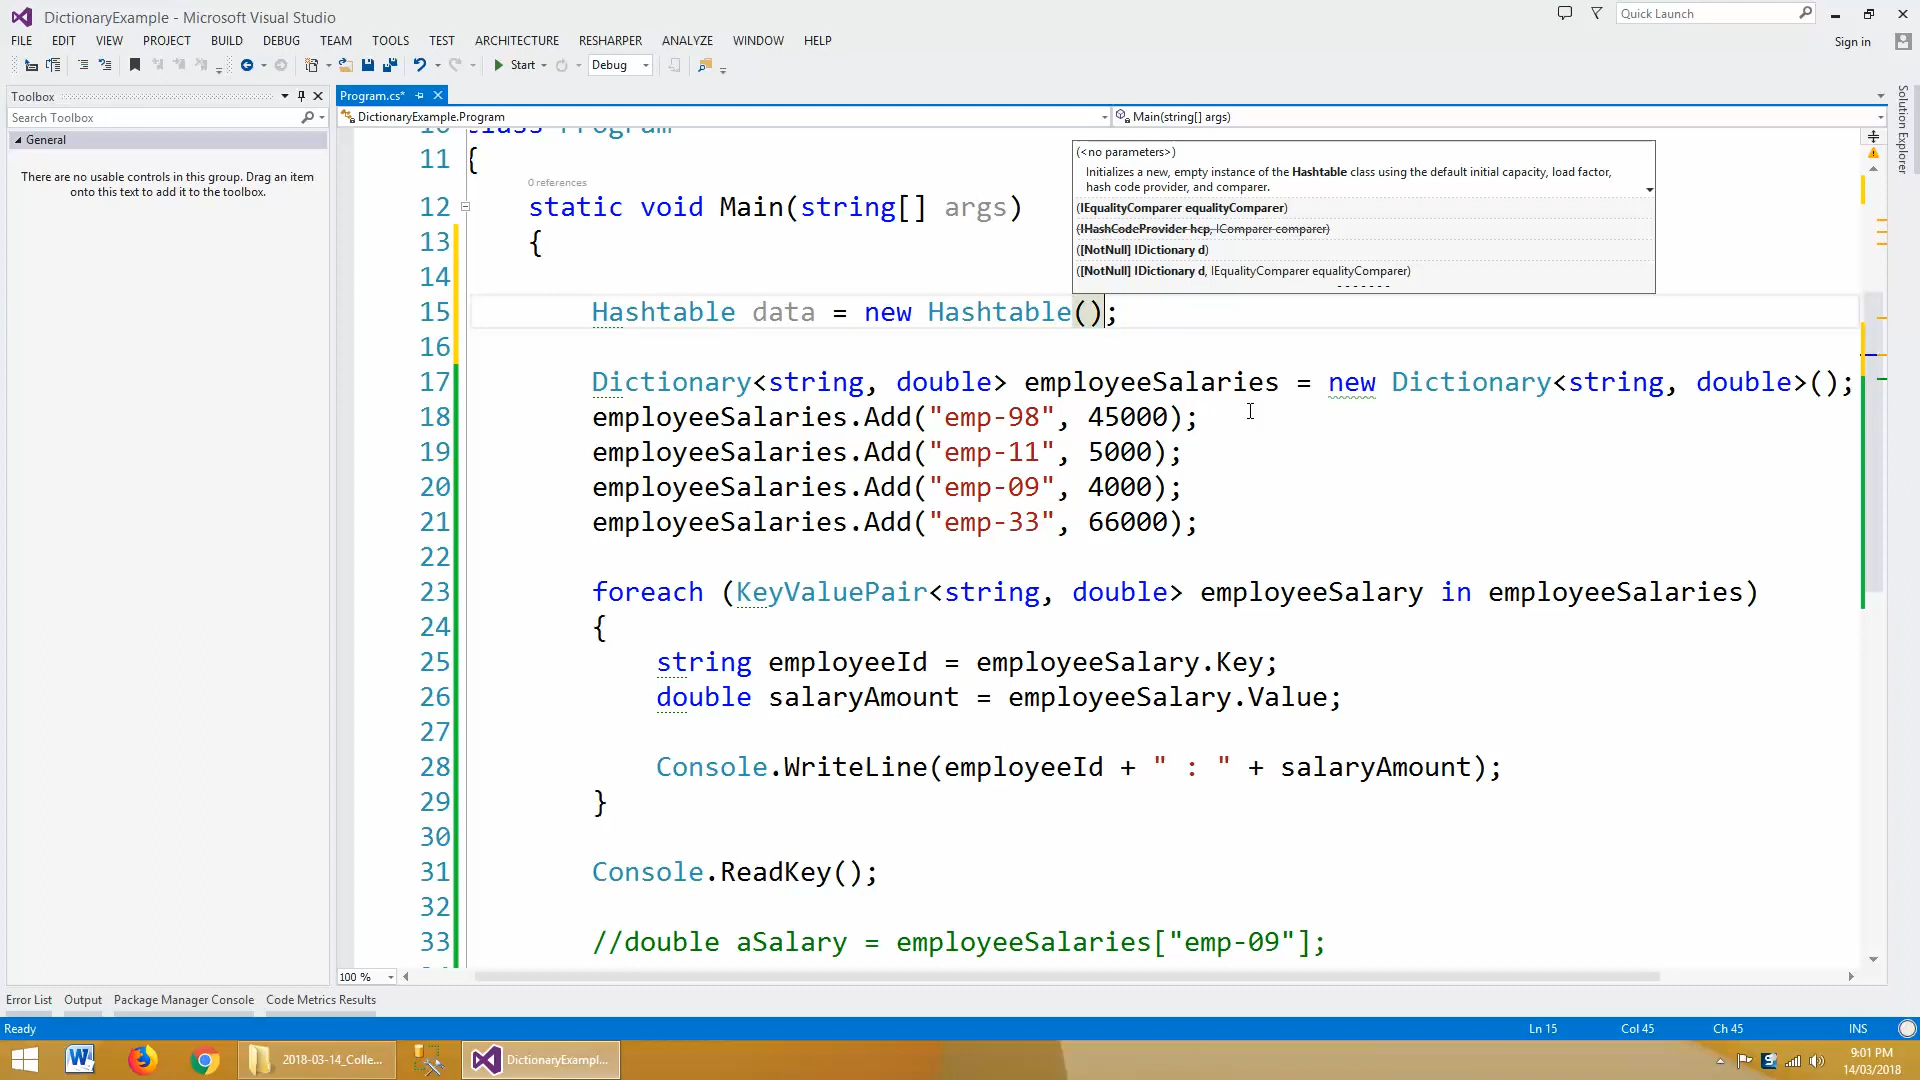 DictionaryExample - Microsoft Visual Studio
Quick Launch
FILE EDIT VIEW PROJECT BUILD DEBUG TEAM TOOLS TEST ARCHITECTURE RESHARPER ANALYZE WINDOW HELP
Sign in
Start Debug
Toolbox
Program.cs*
Search Toolbox
DictionaryExample.Program
Main(string[] args)
Solution Explorer
General
There are no usable controls in this group. Drag an item
onto this text to add it to the toolbox.
10 class Program
11 {
0 references
12 static void Main(string[] args)
13 {
14
15 Hashtable data = new Hashtable();
16
17 Dictionary<string, double> employeeSalaries = new Dictionary<string, double>();
18 employeeSalaries.Add("emp-98", 45000);
19 employeeSalaries.Add("emp-11", 5000);
20 employeeSalaries.Add("emp-09", 4000);
21 employeeSalaries.Add("emp-33", 66000);
22
23 foreach (KeyValuePair<string, double> employeeSalary in employeeSalaries)
24 {
25 string employeeId = employeeSalary.Key;
26 double salaryAmount = employeeSalary.Value;
27
28 Console.WriteLine(employeeId + " : " + salaryAmount);
29 }
30
31 Console.ReadKey();
32
33 //double aSalary = employeeSalaries["emp-09"];
(<no parameters>)
Initializes a new, empty instance of the Hashtable class using the default initial capacity, load factor,
hash code provider, and comparer.
(IEqualityComparer equalityComparer)
(IHashCodeProvider hcp, IComparer comparer)
([NotNull] IDictionary d)
([NotNull] IDictionary d, IEqualityComparer equalityComparer)
100 %
Error List Output Package Manager Console Code Metrics Results
Ready
Ln 15 Col 45 Ch 45 INS
2018-03-14_Colle...
DictionaryExampl...
9:01 PM
14/03/2018